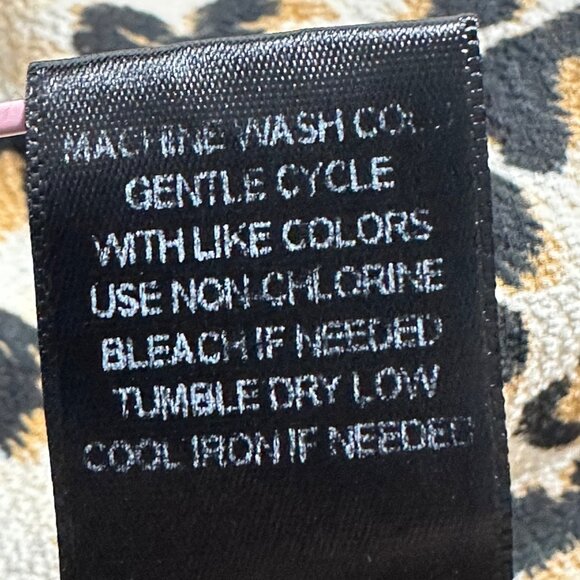 MACHINE WASH COLD
GENTLE CYCLE
WITH LIKE COLORS
USE NON-CHLORINE
BLEACH IF NEEDED
TUMBLE DRY LOW
COOL IRON IF NEEDED